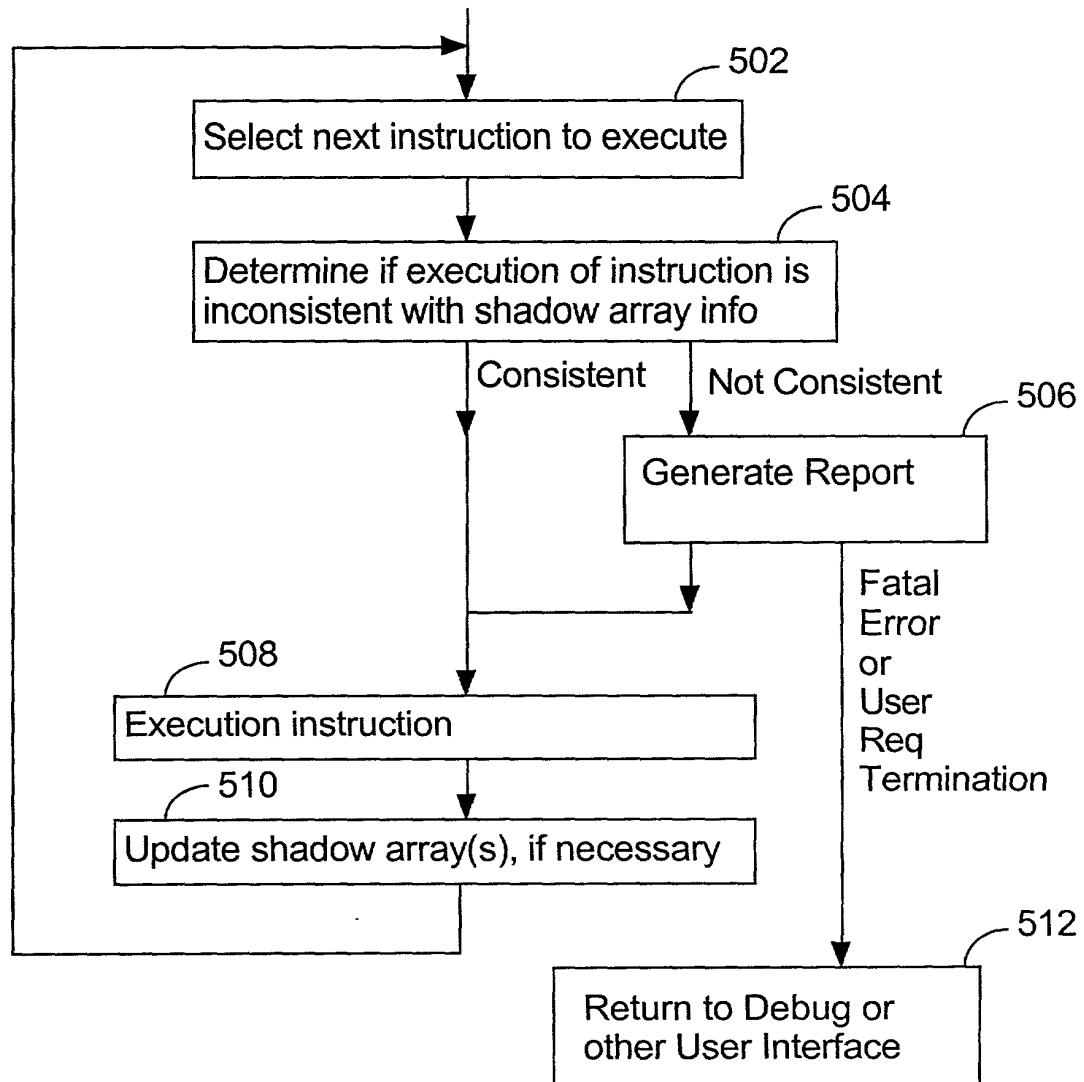 502
Select next instruction to execute
504
Determine if execution of instruction is
inconsistent with shadow array info
Consistent
Not Consistent
506
Generate Report
Fatal
Error
or
User
Req
Termination
508
Execution instruction
510
Update shadow array(s), if necessary
512
Return to Debug or
other User Interface